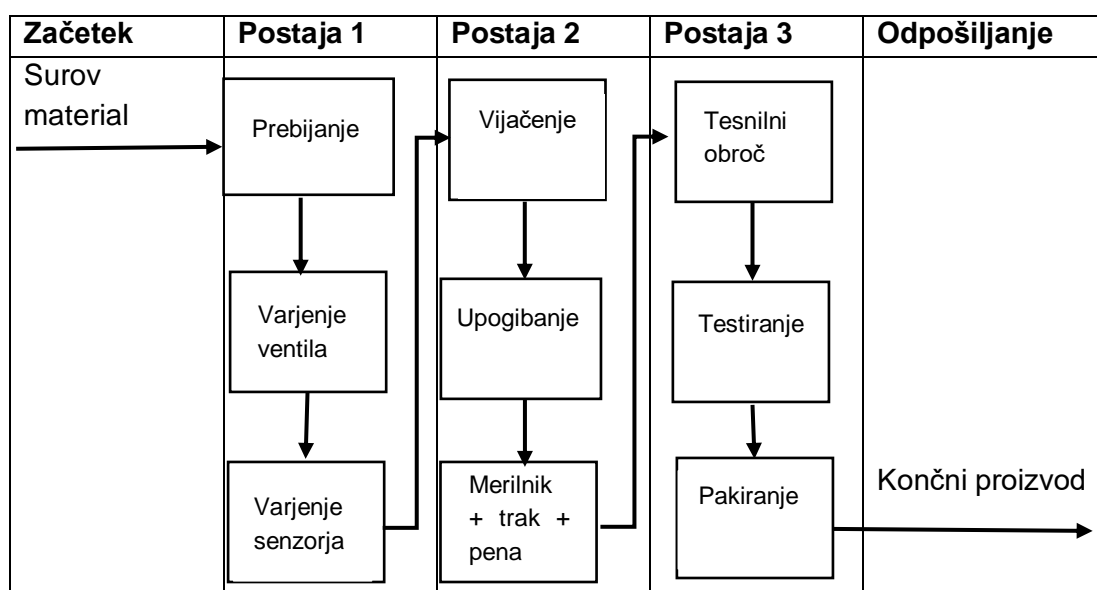 Začetek
Postaja 1
Postaja 2
Postaja 3
Odpošiljanje
Surov
material
Prebijanje
Varjenje
ventila
Varjenje
senzorja
Vijačenje
Upogibanje
Merilnik
+ trak +
pena
Tesnilni
obroč
Testiranje
Pakiranje
Končni proizvod